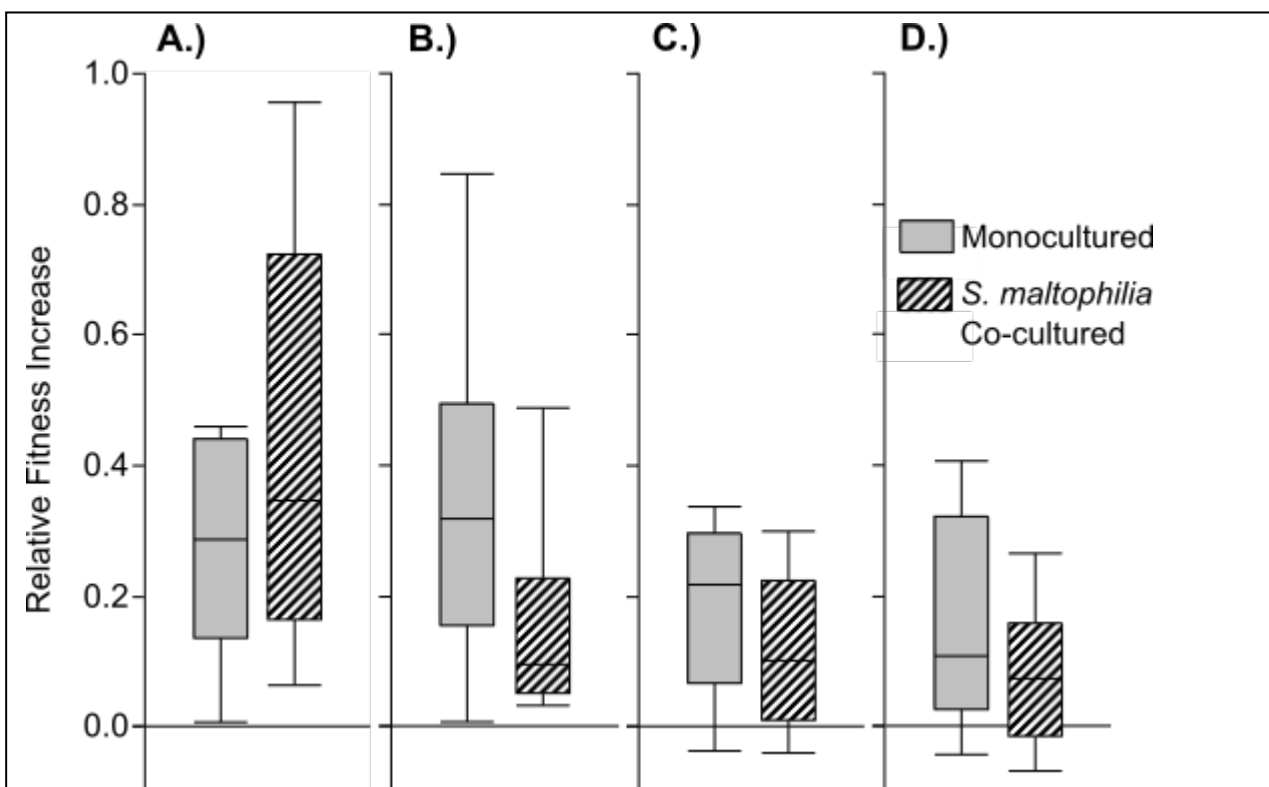 A.)
B.)
C.)
D.)
1.0
0.8
0.6
0.4
0.2
0.0
Relative Fitness Increase
Monocultured
S. maltophilia
Co-cultured